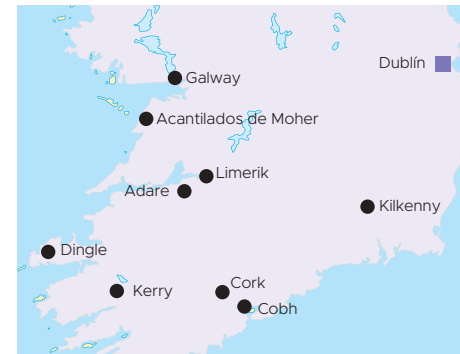 Dublín
Galway
Acantilados de Moher
Limerik
Adare
Kilkenny
Dingle
Kerry
Cork
Cobh